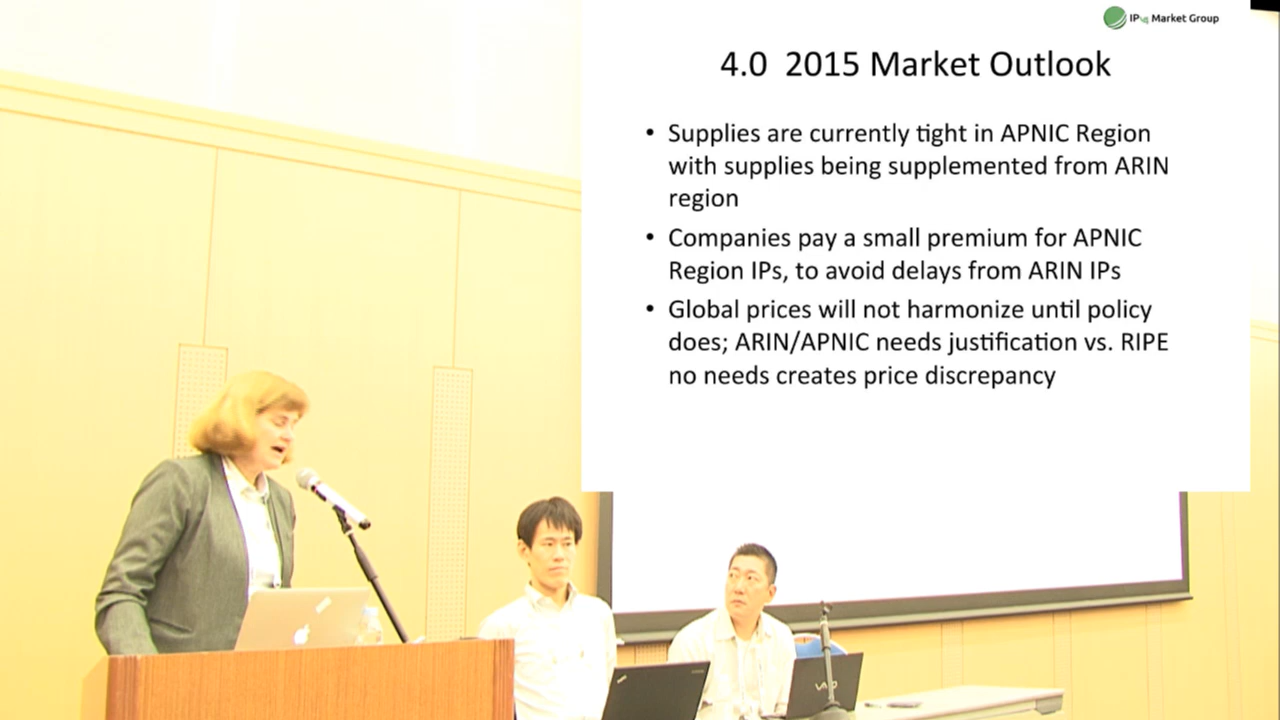 IPv4 Market Group
4.0 2015 Market Outlook
• Supplies are currently tight in APNIC Region
with supplies being supplemented from ARIN
region
• Companies pay a small premium for APNIC
Region IPs, to avoid delays from ARIN IPs
• Global prices will not harmonize until policy
does; ARIN/APNIC needs justification vs. RIPE
no needs creates price discrepancy
VAIO